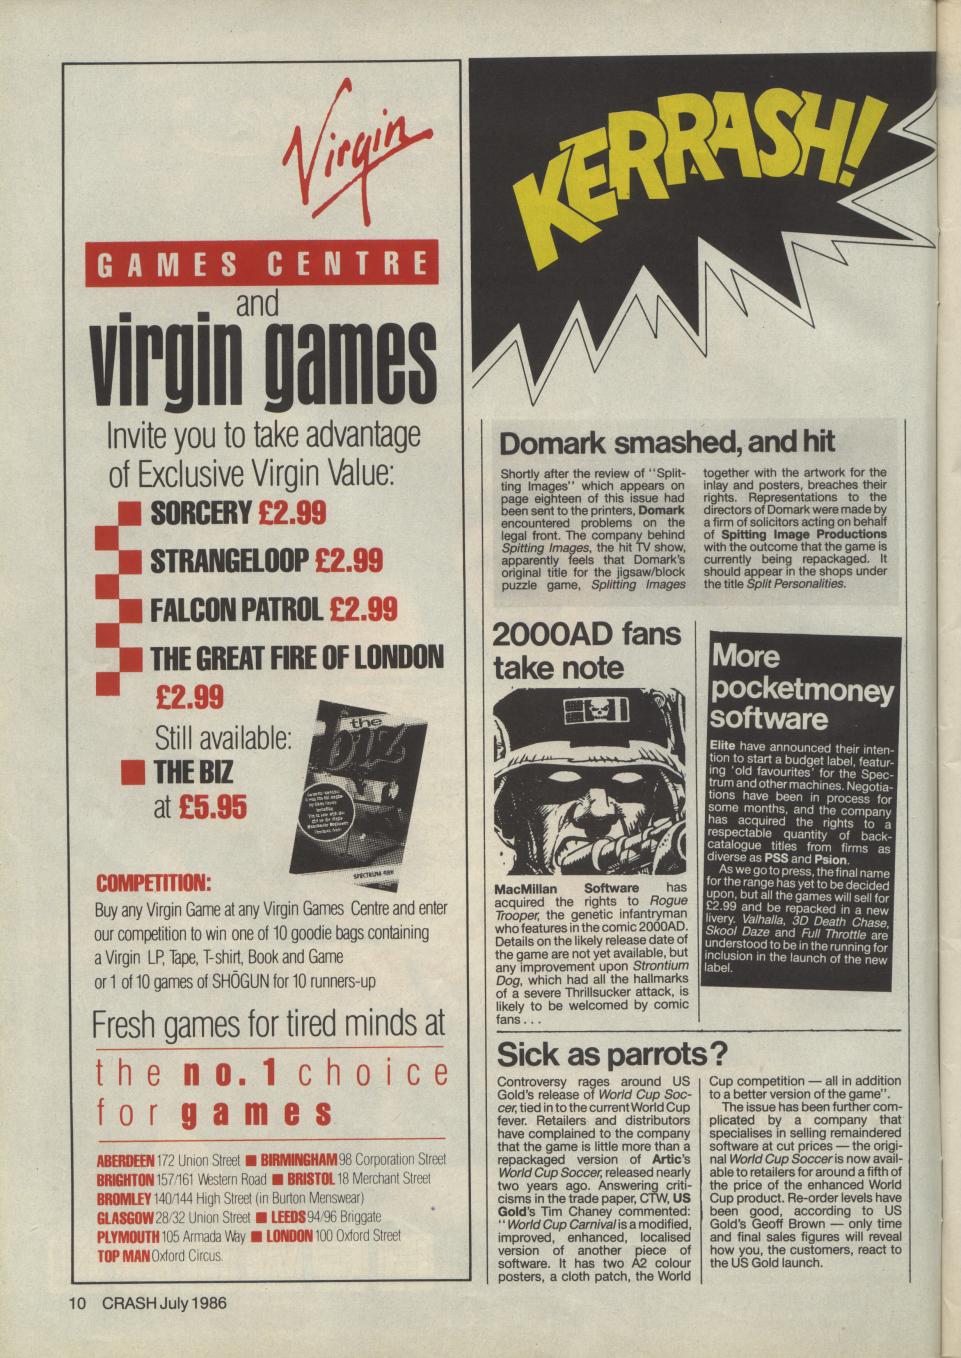 Virgin
GAMES CENTRE
and
virgin games
Invite you to take advantage
of Exclusive Virgin Value:
SORCERY £2.99
STRANGELOOP £2.99
FALCON PATROL £2.99
THE GREAT FIRE OF LONDON
£2.99
Still available:
THE BIZ
at £5.95
the
BIZ
SPECTRUM 48K
COMPETITION:
Buy any Virgin Game at any Virgin Games Centre and enter
our competition to win one of 10 goodie bags containing
a Virgin LP, Tape, T-shirt, Book and Game
or 1 of 10 games of SHŌGUN for 10 runners-up
Fresh games for tired minds at
the no.1 choice
for games
ABERDEEN 172 Union Street ■ BIRMINGHAM 98 Corporation Street
BRIGHTON 157/161 Western Road ■ BRISTOL 18 Merchant Street
BROMLEY 140/144 High Street (in Burton Menswear)
GLASGOW 28/32 Union Street ■ LEEDS 94/96 Briggate
PLYMOUTH 105 Armada Way ■ LONDON 100 Oxford Street
TOP MAN Oxford Circus.
KERRASH!
Domark smashed, and hit
Shortly after the review of "Split-
ting Images" which appears on
page eighteen of this issue had
been sent to the printers, Domark
encountered problems on the
legal front. The company behind
Spitting Images, the hit TV show,
apparently feels that Domark's
original title for the jigsaw/block
puzzle game, Splitting Images
together with the artwork for the
inlay and posters, breaches their
rights. Representations to the
directors of Domark were made by
a firm of solicitors acting on behalf
of Spitting Image Productions
with the outcome that the game is
currently being repackaged. It
should appear in the shops under
the title Split Personalities.
2000AD fans
take note
MacMillan Software has
acquired the rights to Rogue
Trooper, the genetic infantryman
who features in the comic 2000AD.
Details on the likely release date of
the game are not yet available, but
any improvement upon Strontium
Dog, which had all the hallmarks
of a severe Thrillsucker attack, is
likely to be welcomed by comic
fans . . .
More
pocketmoney
software
Elite have announced their inten-
tion to start a budget label, featur-
ing 'old favourites' for the Spec-
trum and other machines. Negotia-
tions have been in process for
some months, and the company
has acquired the rights to a
respectable quantity of back-
catalogue titles from firms as
diverse as PSS and Psion.
As we go to press, the final name
for the range has yet to be decided
upon, but all the games will sell for
£2.99 and be repacked in a new
livery. Valhalla, 3D Death Chase,
Skool Daze and Full Throttle are
understood to be in the running for
inclusion in the launch of the new
label.
Sick as parrots?
Controversy rages around US
Gold's release of World Cup Soc-
cer, tied in to the current World Cup
fever. Retailers and distributors
have complained to the company
that the game is little more than a
repackaged version of Artic's
World Cup Soccer, released nearly
two years ago. Answering criti-
cisms in the trade paper, CTW, US
Gold's Tim Chaney commented:
"World Cup Carnival is a modified,
improved, enhanced, localised
version of another piece of
software. It has two A2 colour
posters, a cloth patch, the World
Cup competition — all in addition
to a better version of the game".
The issue has been further com-
plicated by a company that
specialises in selling remaindered
software at cut prices — the origi-
nal World Cup Soccer is now avail-
able to retailers for around a fifth of
the price of the enhanced World
Cup product. Re-order levels have
been good, according to US
Gold's Geoff Brown — only time
and final sales figures will reveal
how you, the customers, react to
the US Gold launch.
10 CRASH July 1986